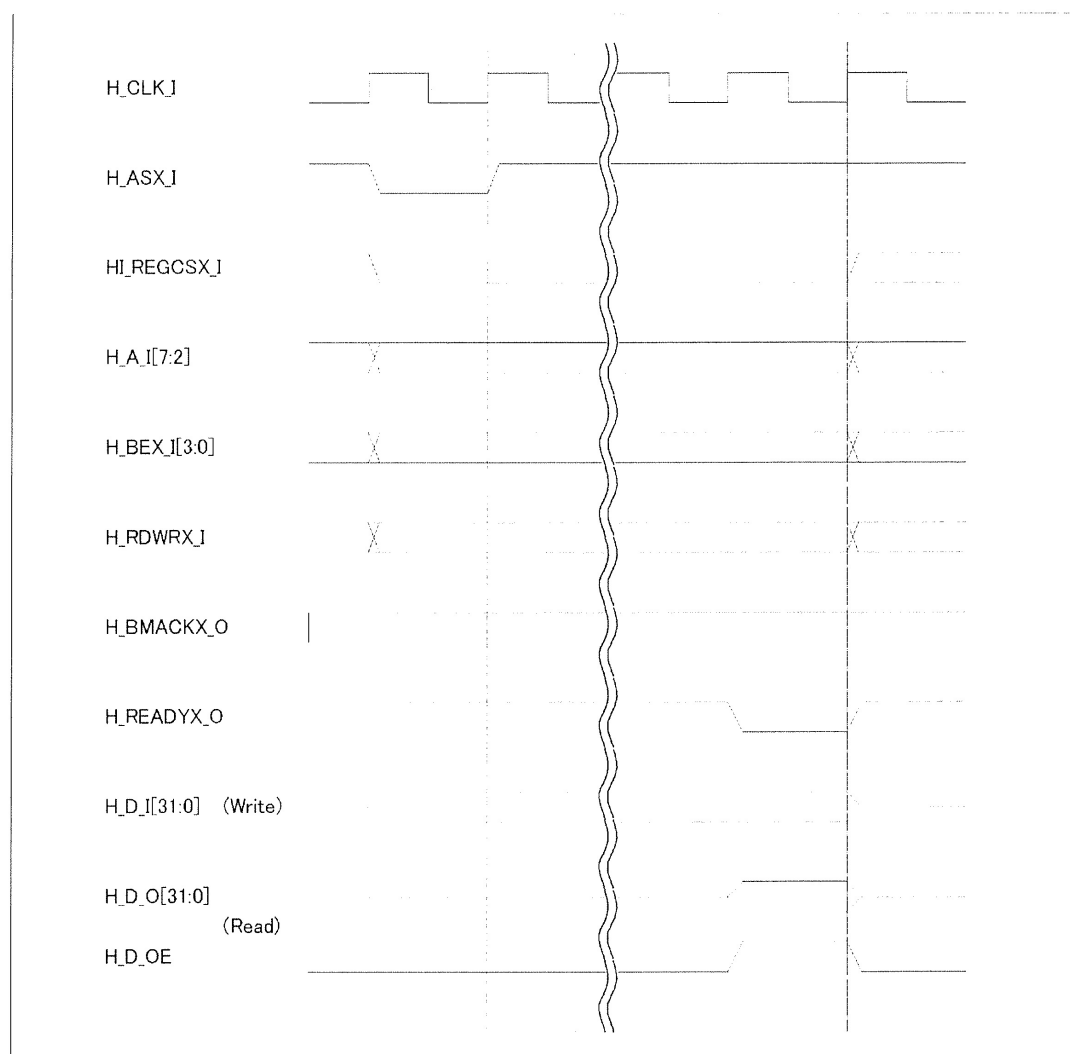 H_CLK_I
H_ASX_I
HI_REGCSX_I
H_A_I[7:2]
H_BEX_I[3:0]
H_RDWRX_I
H_BMACKX_O
H_READYX_O
H_D_I[31:0] (Write)
H_D_O[31:0]
(Read)
H_D_OE